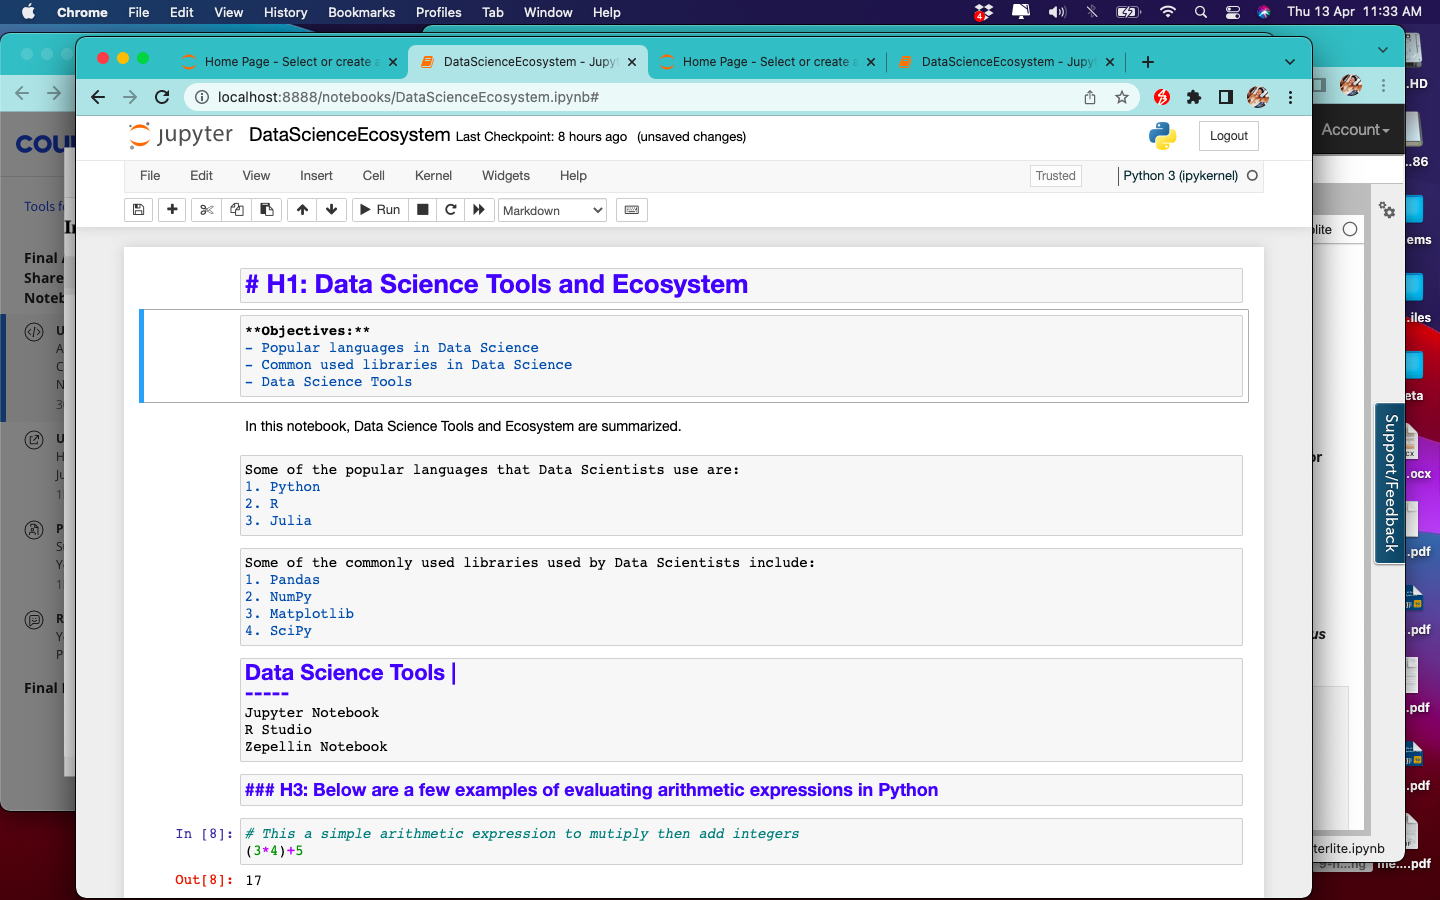 Chrome File Edit View History Bookmarks Profiles Tab Window Help 4 Thu 13 Apr 11:33 AM
Home Page - Select or create a
DataScienceEcosystem - Jupyt
Home Page - Select or create a
DataScienceEcosystem - Jupyt
localhost:8888/notebooks/DataScienceEcosystem.ipynb#
jupyter DataScienceEcosystem Last Checkpoint: 8 hours ago (unsaved changes)
Logout
File Edit View Insert Cell Kernel Widgets Help
Trusted
Python 3 (ipykernel)
Run
Markdown
# H1: Data Science Tools and Ecosystem
**Objectives:**
- Popular languages in Data Science
- Common used libraries in Data Science
- Data Science Tools
In this notebook, Data Science Tools and Ecosystem are summarized.
Some of the popular languages that Data Scientists use are:
1. Python
2. R
3. Julia
Some of the commonly used libraries used by Data Scientists include:
1. Pandas
2. NumPy
3. Matplotlib
4. SciPy
Data Science Tools |
-----
Jupyter Notebook
R Studio
Zepellin Notebook
### H3: Below are a few examples of evaluating arithmetic expressions in Python
In [8]: # This a simple arithmetic expression to mutiply then add integers
(3*4)+5
Out[8]: 17
COU
Tools fo
Final
Share
Noteb
Final
Account
Support/Feedback
.HD
..86
ems
.iles
eta
.ocx
.pdf
.pdf
.pdf
.pdf
lite
or
us
terlite.ipynb
me....pdf